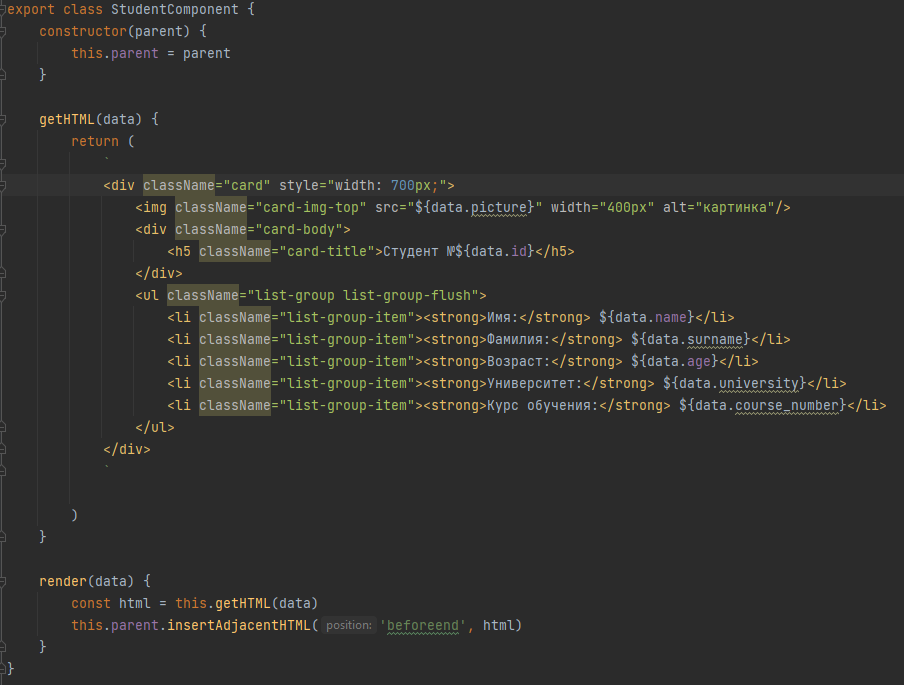 export class StudentComponent {
    constructor(parent) {
        this.parent = parent
    }

    getHTML(data) {
        return (
            `
            <div className="card" style="width: 700px;">
                <img className="card-img-top" src="${data.picture}" width="400px" alt="картинка"/>
                <div className="card-body">
                    <h5 className="card-title">Студент №${data.id}</h5>
                </div>
                <ul className="list-group list-group-flush">
                    <li className="list-group-item"><strong>Имя:</strong> ${data.name}</li>
                    <li className="list-group-item"><strong>Фамилия:</strong> ${data.surname}</li>
                    <li className="list-group-item"><strong>Возраст:</strong> ${data.age}</li>
                    <li className="list-group-item"><strong>Университет:</strong> ${data.university}</li>
                    <li className="list-group-item"><strong>Курс обучения:</strong> ${data.course_number}</li>
                </ul>
            </div>
            `

        )
    }

    render(data) {
        const html = this.getHTML(data)
        this.parent.insertAdjacentHTML( position: 'beforeend', html)
    }
}